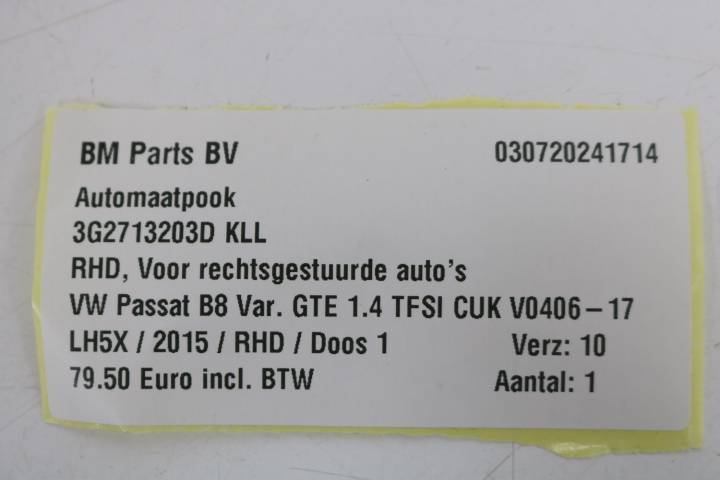 BM Parts BV 030720241714
Automaatpook
3G2713203D KLL
RHD, Voor rechtsgestuurde auto's
VW Passat B8 Var. GTE 1.4 TFSI CUK V0406-17
LH5X / 2015 / RHD / Doos 1 Verz: 10
79.50 Euro incl. BTW Aantal: 1